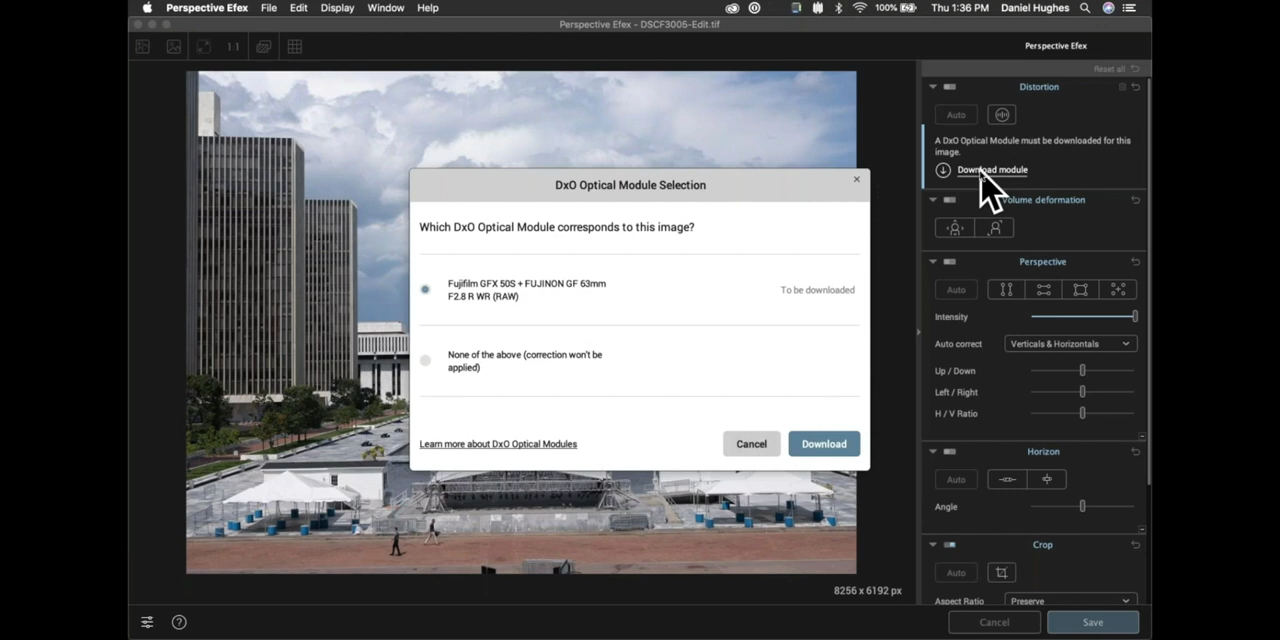 Perspective Efex File Edit Display Window Help 100% Thu 1:36 PM Daniel Hughes
Perspective Efex - DSCF3005-Edit.tif
1:1
Perspective Efex
Reset all
Distortion
Auto
A DxO Optical Module must be downloaded for this
image.
Download module
Volume deformation
Perspective
Auto
Intensity
Auto correct Verticals & Horizontals
Up / Down
Left / Right
H / V Ratio
Horizon
Auto
Angle
Crop
Auto
Aspect Ratio Preserve
DxO Optical Module Selection
Which DxO Optical Module corresponds to this image?
Fujifilm GFX 50S + FUJINON GF 63mm
F2.8 R WR (RAW)
To be downloaded
None of the above (correction won't be
applied)
Learn more about DxO Optical Modules
Cancel
Download
8256 x 6192 px
Cancel
Save